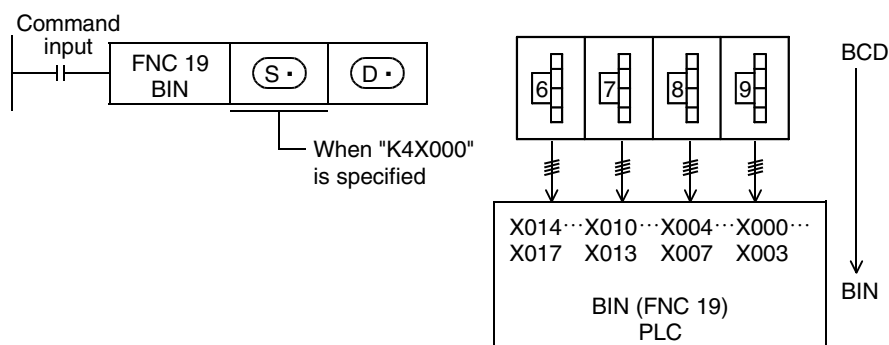 Command
input
FNC 19
BIN
S・
D・
When "K4X000"
is specified
6 7 8 9
BCD
X014⋯X010⋯X004⋯X000⋯
X017 X013 X007 X003
BIN (FNC 19)
PLC
BIN